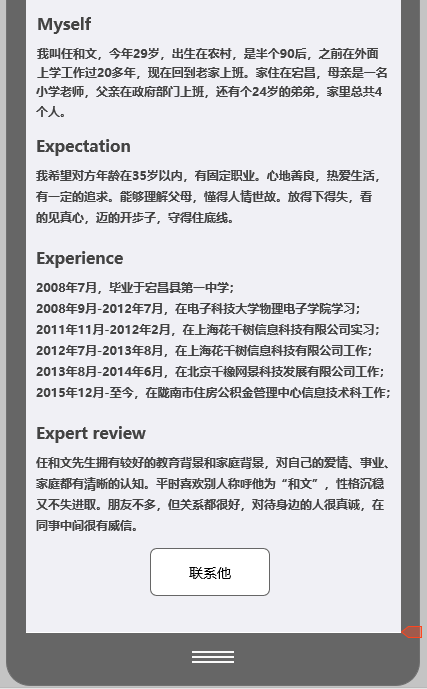 Myself
我叫任和文，今年29岁，出生在农村，是半个90后，之前在外面
上学工作过20多年，现在回到老家上班。家住在宕昌，母亲是一名
小学老师，父亲在政府部门上班，还有个24岁的弟弟，家里总共4
个人。
Expectation
我希望对方年龄在35岁以内，有固定职业。心地善良，热爱生活，
有一定的追求。能够理解父母，懂得人情世故。放得下得失，看
的见真心，迈的开步子，守得住底线。
Experience
2008年7月，毕业于宕昌县第一中学；
2008年9月-2012年7月，在电子科技大学物理电子学院学习；
2011年11月-2012年2月，在上海花千树信息科技有限公司实习；
2012年7月-2013年8月，在上海花千树信息科技有限公司工作；
2013年8月-2014年6月，在北京千橡网景科技发展有限公司工作；
2015年12月-至今，在陇南市住房公积金管理中心信息技术科工作；
Expert review
任和文先生拥有较好的教育背景和家庭背景，对自己的爱情、事业、
家庭都有清晰的认知。平时喜欢别人称呼他为“和文”，性格沉稳
又不失进取。朋友不多，但关系都很好，对待身边的人很真诚，在
同事中间很有威信。
联系他